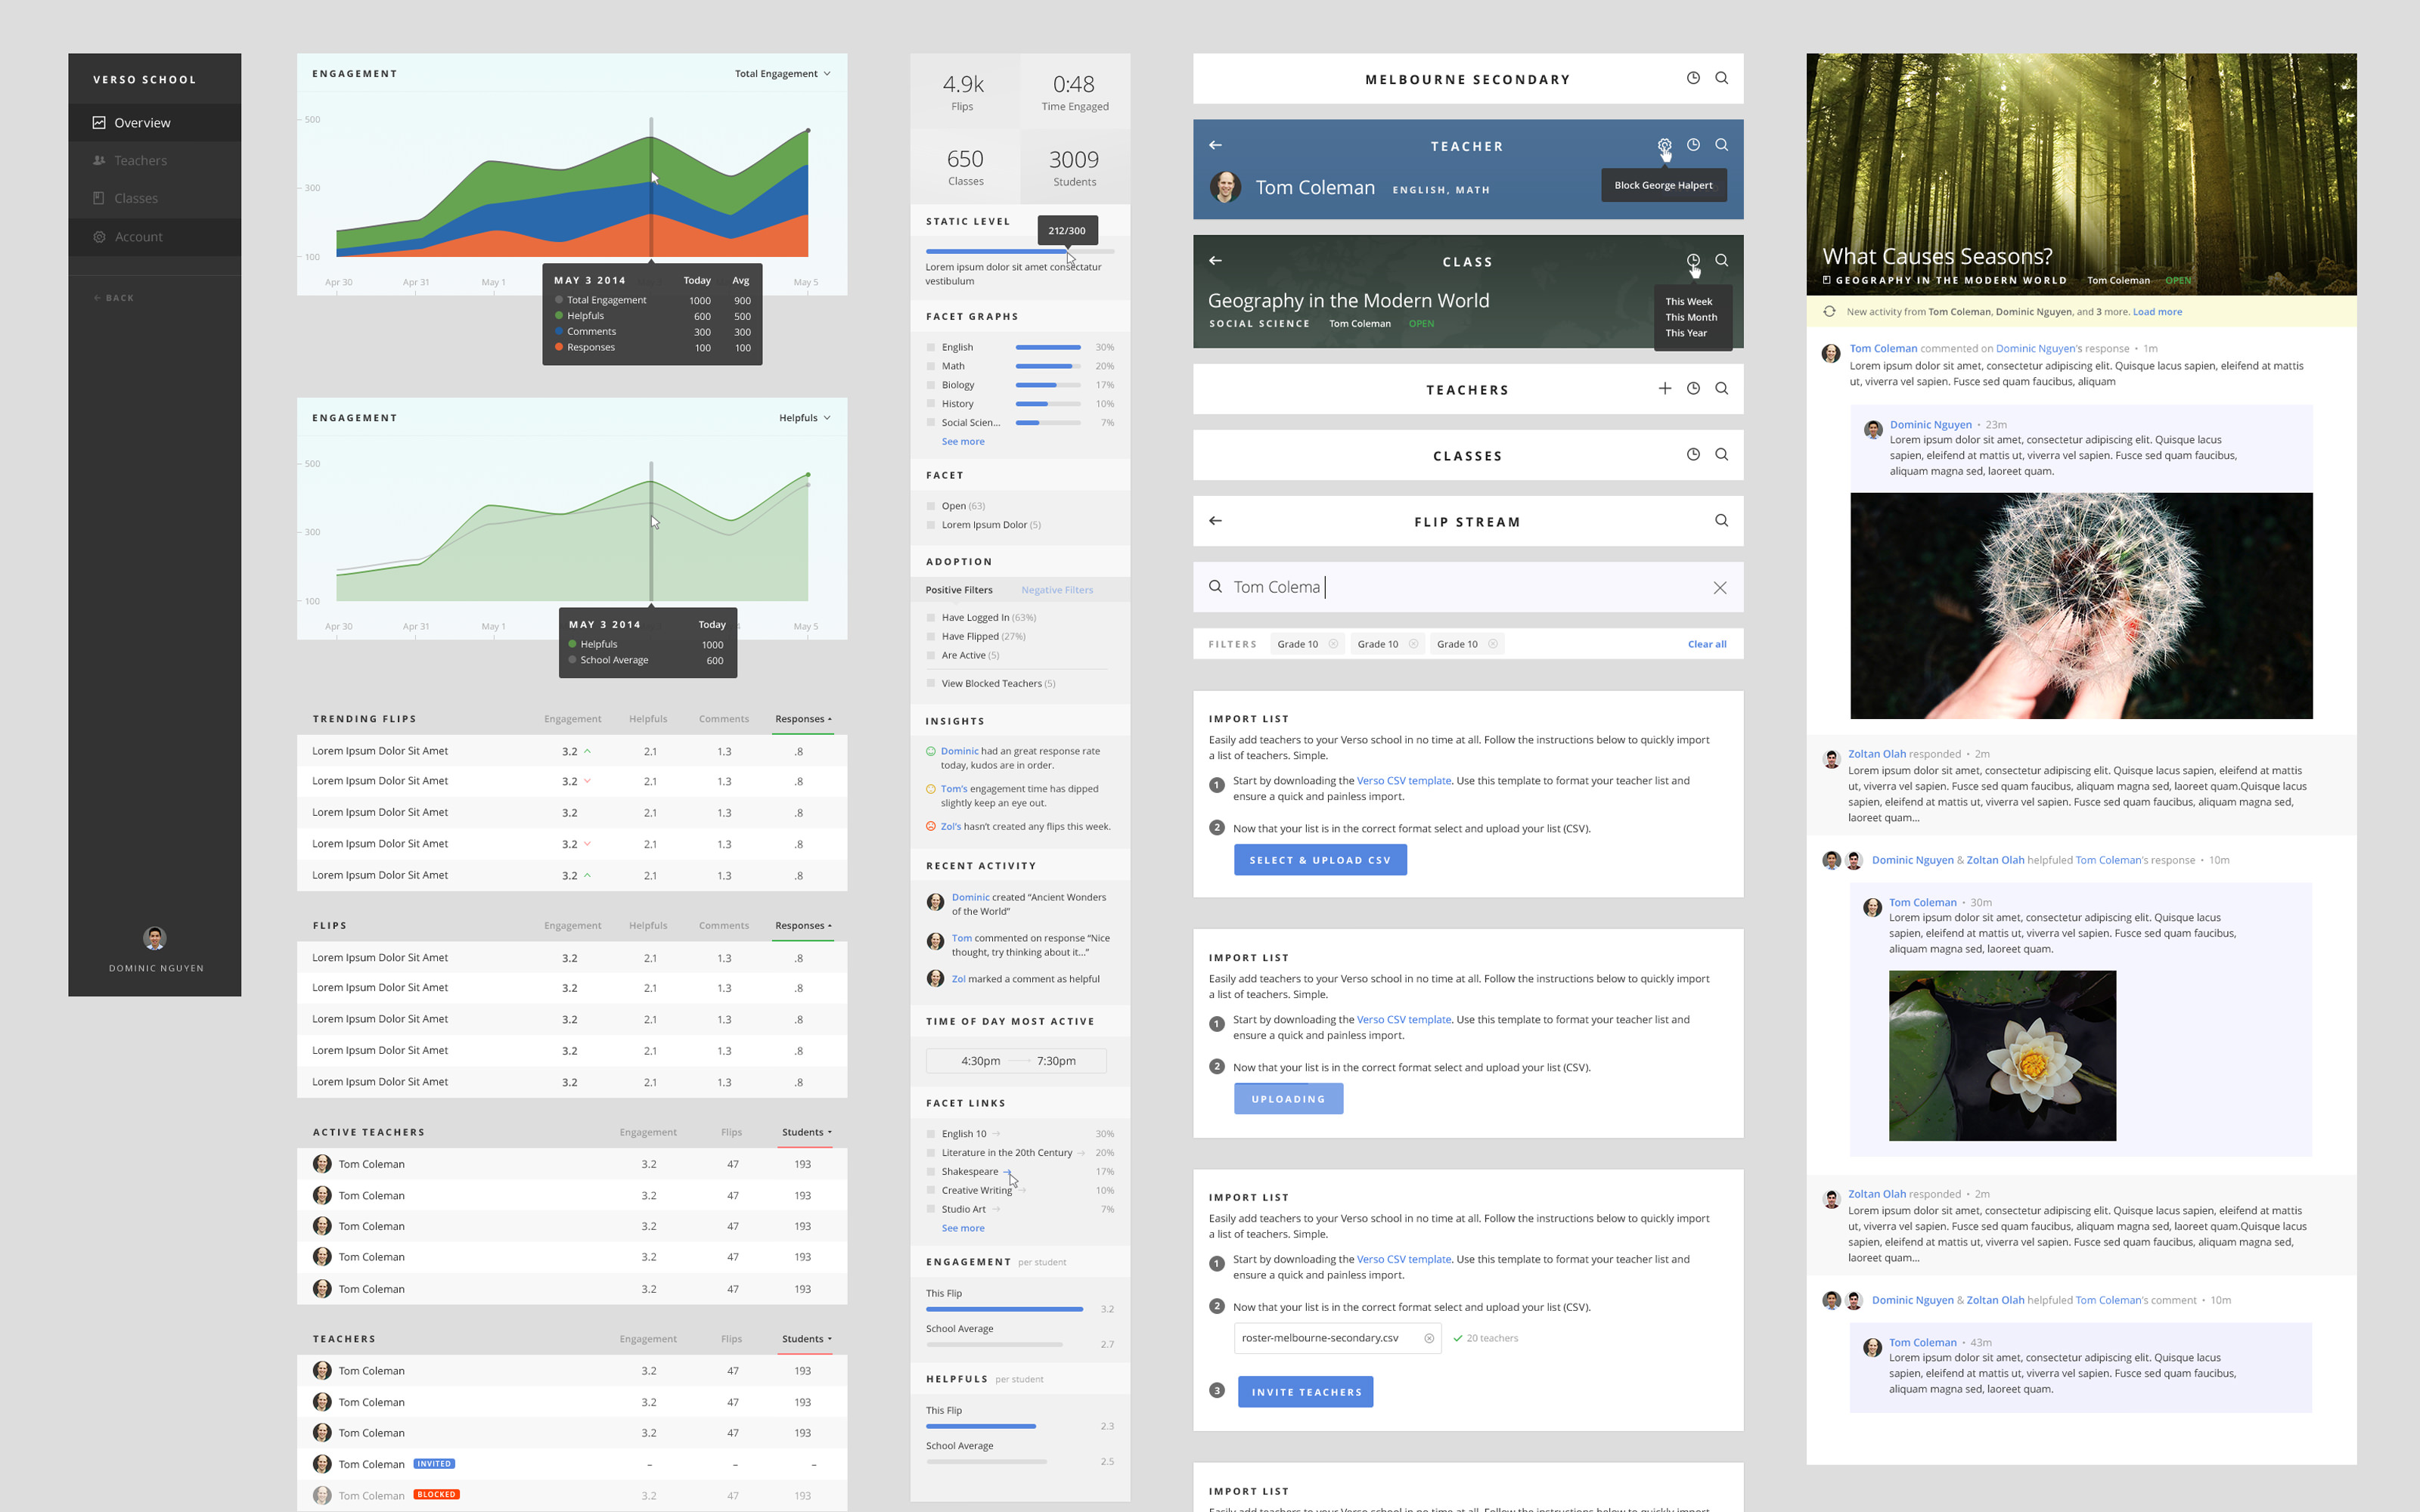 VERSO SCHOOL
Overview
Teachers
Classes
Account
← BACK
DOMINIC NGUYEN
ENGAGEMENT
Total Engagement
500
300
100
Apr 30
Apr 31
May 1
May 5
MAY 3 2014 Today Avg
Total Engagement 1000 900
Helpfuls 600 500
Comments 300 300
Responses 100 100
ENGAGEMENT
Helpfuls
500
300
100
Apr 30
Apr 31
May 1
May 5
MAY 3 2014 Today
Helpfuls 1000
School Average 600
TRENDING FLIPS Engagement Helpfuls Comments Responses
Lorem Ipsum Dolor Sit Amet 3.2 2.1 1.3 .8
Lorem Ipsum Dolor Sit Amet 3.2 2.1 1.3 .8
Lorem Ipsum Dolor Sit Amet 3.2 2.1 1.3 .8
Lorem Ipsum Dolor Sit Amet 3.2 2.1 1.3 .8
Lorem Ipsum Dolor Sit Amet 3.2 2.1 1.3 .8
FLIPS Engagement Helpfuls Comments Responses
Lorem Ipsum Dolor Sit Amet 3.2 2.1 1.3 .8
Lorem Ipsum Dolor Sit Amet 3.2 2.1 1.3 .8
Lorem Ipsum Dolor Sit Amet 3.2 2.1 1.3 .8
Lorem Ipsum Dolor Sit Amet 3.2 2.1 1.3 .8
Lorem Ipsum Dolor Sit Amet 3.2 2.1 1.3 .8
ACTIVE TEACHERS Engagement Flips Students
Tom Coleman 3.2 47 193
Tom Coleman 3.2 47 193
Tom Coleman 3.2 47 193
Tom Coleman 3.2 47 193
Tom Coleman 3.2 47 193
TEACHERS Engagement Flips Students
Tom Coleman 3.2 47 193
Tom Coleman 3.2 47 193
Tom Coleman 3.2 47 193
Tom Coleman INVITED – – –
Tom Coleman BLOCKED 3.2 47 193
4.9k
Flips
0:48
Time Engaged
650
Classes
3009
Students
STATIC LEVEL
212/300
Lorem ipsum dolor sit amet consectatur
vestibulum
FACET GRAPHS
English 30%
Math 20%
Biology 17%
History 10%
Social Scien... 7%
See more
FACET
Open (63)
Lorem Ipsum Dolor (5)
ADOPTION
Positive Filters Negative Filters
Have Logged In (63%)
Have Flipped (27%)
Are Active (5)
View Blocked Teachers (5)
INSIGHTS
Dominic had an great response rate
today, kudos are in order.
Tom's engagement time has dipped
slightly keep an eye out.
Zol's hasn't created any flips this week.
RECENT ACTIVITY
Dominic created “Ancient Wonders
of the World”
Tom commented on response “Nice
thought, try thinking about it...”
Zol marked a comment as helpful
TIME OF DAY MOST ACTIVE
4:30pm 7:30pm
FACET LINKS
English 10 → 30%
Literature in the 20th Century → 20%
Shakespeare → 17%
Creative Writing → 10%
Studio Art → 7%
See more
ENGAGEMENT per student
This Flip
3.2
School Average
2.7
HELPFULS per student
This Flip
2.3
School Average
2.5
MELBOURNE SECONDARY
TEACHER
Tom Coleman ENGLISH, MATH
Block George Halpert
CLASS
Geography in the Modern World
SOCIAL SCIENCE Tom Coleman OPEN
This Week
This Month
This Year
TEACHERS
CLASSES
FLIP STREAM
Tom Colema
FILTERS Grade 10 Grade 10 Grade 10 Clear all
IMPORT LIST
Easily add teachers to your Verso school in no time at all. Follow the instructions below to quickly import
a list of teachers. Simple.
1 Start by downloading the Verso CSV template. Use this template to format your teacher list and
ensure a quick and painless import.
2 Now that your list is in the correct format select and upload your list (CSV).
SELECT & UPLOAD CSV
IMPORT LIST
Easily add teachers to your Verso school in no time at all. Follow the instructions below to quickly import
a list of teachers. Simple.
1 Start by downloading the Verso CSV template. Use this template to format your teacher list and
ensure a quick and painless import.
2 Now that your list is in the correct format select and upload your list (CSV).
UPLOADING
IMPORT LIST
Easily add teachers to your Verso school in no time at all. Follow the instructions below to quickly import
a list of teachers. Simple.
1 Start by downloading the Verso CSV template. Use this template to format your teacher list and
ensure a quick and painless import.
2 Now that your list is in the correct format select and upload your list (CSV).
roster-melbourne-secondary.csv 20 teachers
3 INVITE TEACHERS
IMPORT LIST
Easily add teachers to your Verso school in no time at all. Follow the instructions below to quickly import
What Causes Seasons?
GEOGRAPHY IN THE MODERN WORLD Tom Coleman OPEN
New activity from Tom Coleman, Dominic Nguyen, and 3 more. Load more
Tom Coleman commented on Dominic Nguyen's response • 1m
Lorem ipsum dolor sit amet, consectetur adipiscing elit. Quisque lacus sapien, eleifend at mattis
ut, viverra vel sapien. Fusce sed quam faucibus, aliquam
Dominic Nguyen • 23m
Lorem ipsum dolor sit amet, consectetur adipiscing elit. Quisque lacus
sapien, eleifend at mattis ut, viverra vel sapien. Fusce sed quam faucibus,
aliquam magna sed, laoreet quam.
Zoltan Olah responded • 2m
Lorem ipsum dolor sit amet, consectetur adipiscing elit. Quisque lacus sapien, eleifend at mattis
ut, viverra vel sapien. Fusce sed quam faucibus, aliquam magna sed, laoreet quam.Quisque lacus
sapien, eleifend at mattis ut, viverra vel sapien. Fusce sed quam faucibus, aliquam magna sed,
laoreet quam...
Dominic Nguyen & Zoltan Olah helpfuled Tom Coleman's response • 10m
Tom Coleman • 30m
Lorem ipsum dolor sit amet, consectetur adipiscing elit. Quisque lacus
sapien, eleifend at mattis ut, viverra vel sapien. Fusce sed quam faucibus,
aliquam magna sed, laoreet quam.
Zoltan Olah responded • 2m
Lorem ipsum dolor sit amet, consectetur adipiscing elit. Quisque lacus sapien, eleifend at mattis
ut, viverra vel sapien. Fusce sed quam faucibus, aliquam magna sed, laoreet quam.Quisque lacus
sapien, eleifend at mattis ut, viverra vel sapien. Fusce sed quam faucibus, aliquam magna sed,
laoreet quam...
Dominic Nguyen & Zoltan Olah helpfuled Tom Coleman's comment • 10m
Tom Coleman • 43m
Lorem ipsum dolor sit amet, consectetur adipiscing elit. Quisque lacus
sapien, eleifend at mattis ut, viverra vel sapien. Fusce sed quam faucibus,
aliquam magna sed, laoreet quam.